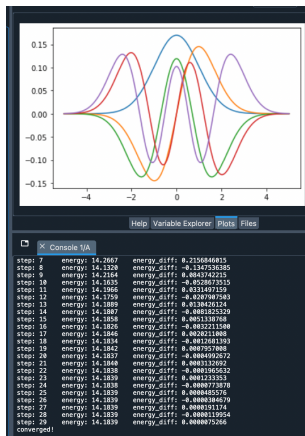 0.15
0.10
0.05
0.00
−0.05
−0.10
−0.15
−4 −2 0 2 4
Help Variable Explorer Plots Files
Console 1/A
step: 7 energy: 14.2667 energy_diff: 0.2156846015
step: 8 energy: 14.1320 energy_diff: -0.1347536385
step: 9 energy: 14.2164 energy_diff: 0.0843742215
step: 10 energy: 14.1635 energy_diff: -0.0528673515
step: 11 energy: 14.1966 energy_diff: 0.0331497159
step: 12 energy: 14.1759 energy_diff: -0.0207907503
step: 13 energy: 14.1889 energy_diff: 0.0130426124
step: 14 energy: 14.1807 energy_diff: -0.0081825329
step: 15 energy: 14.1858 energy_diff: 0.0051338768
step: 16 energy: 14.1826 energy_diff: -0.0032211500
step: 17 energy: 14.1846 energy_diff: 0.0020211008
step: 18 energy: 14.1834 energy_diff: -0.0012681393
step: 19 energy: 14.1842 energy_diff: 0.0007957008
step: 20 energy: 14.1837 energy_diff: -0.0004992672
step: 21 energy: 14.1840 energy_diff: 0.0003132692
step: 22 energy: 14.1838 energy_diff: -0.0001965632
step: 23 energy: 14.1839 energy_diff: 0.0001233353
step: 24 energy: 14.1838 energy_diff: -0.0000773878
step: 25 energy: 14.1839 energy_diff: 0.0000485576
step: 26 energy: 14.1839 energy_diff: -0.0000304679
step: 27 energy: 14.1839 energy_diff: 0.0000191174
step: 28 energy: 14.1839 energy_diff: -0.0000119954
step: 29 energy: 14.1839 energy_diff: 0.0000075266
converged!